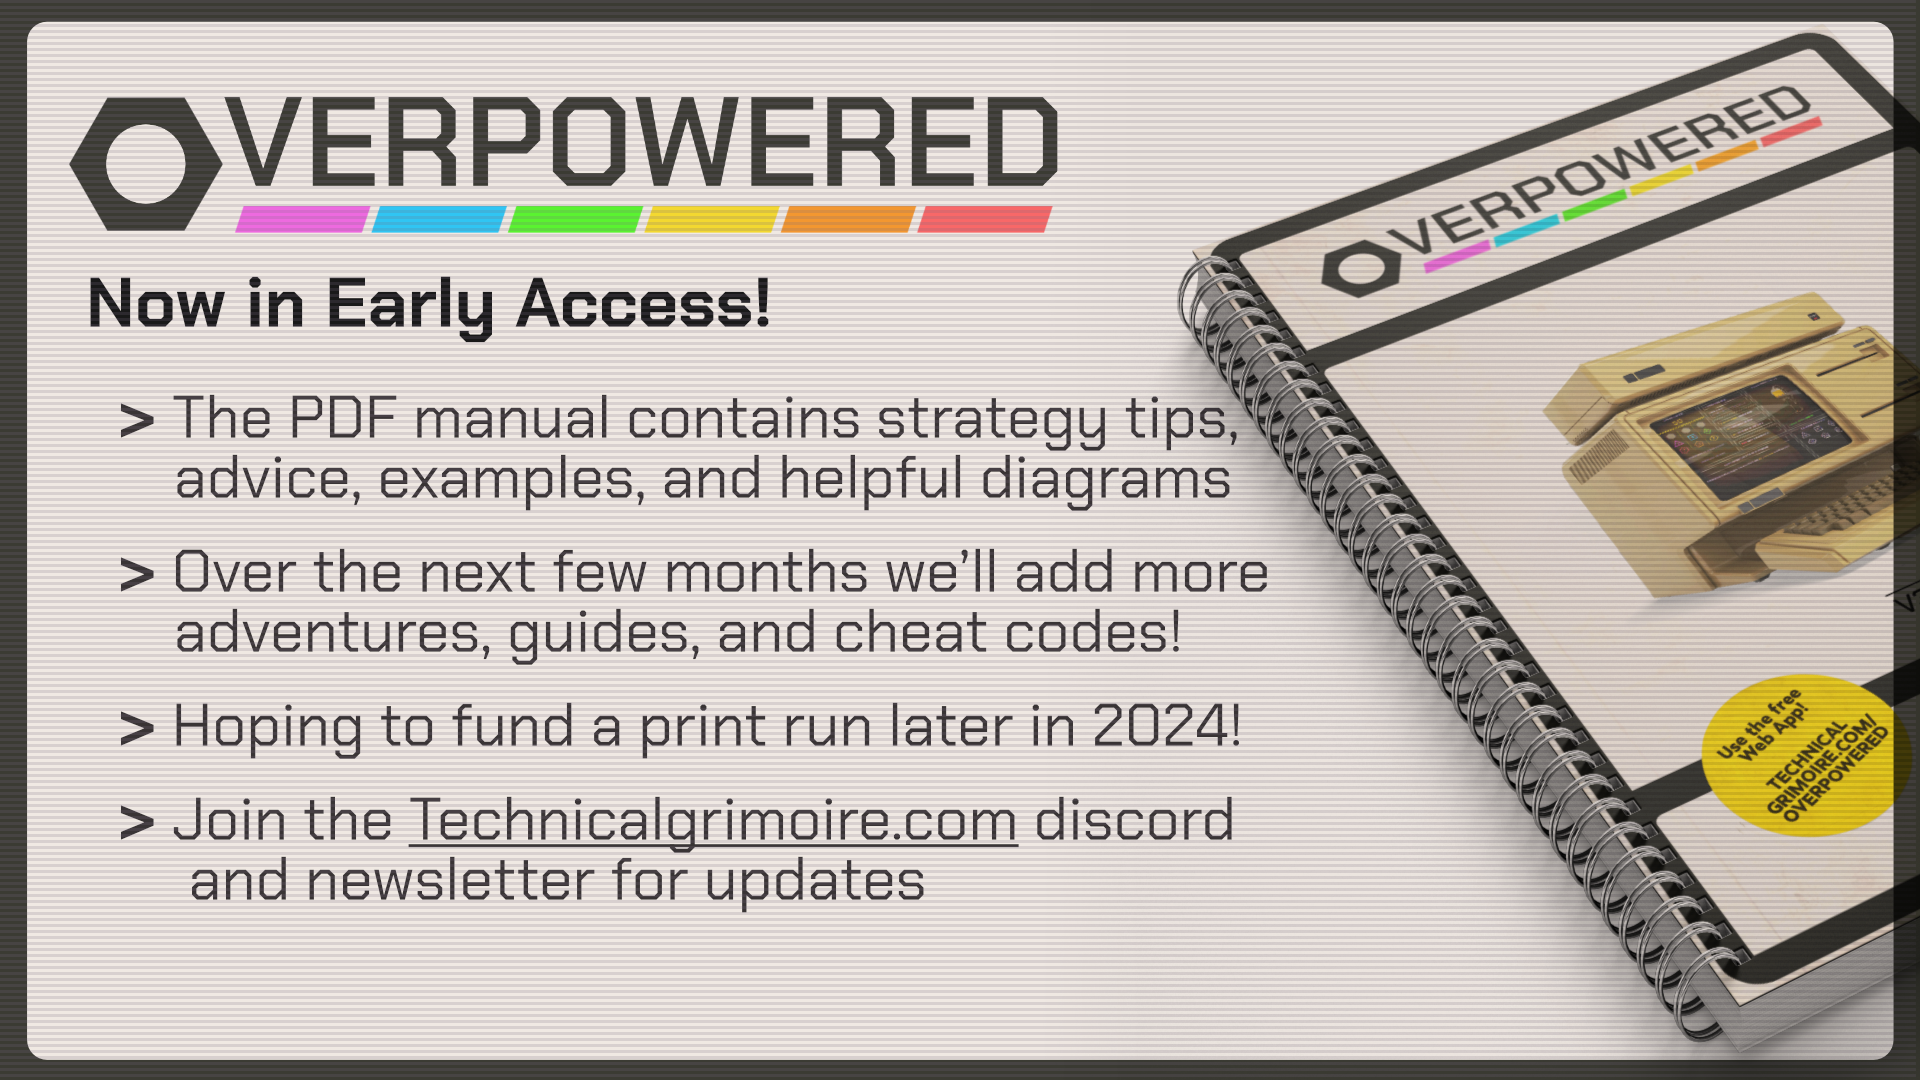 OVERPOWERED
Now in Early Access!
> The PDF manual contains strategy tips,
advice, examples, and helpful diagrams
> Over the next few months we’ll add more
adventures, guides, and cheat codes!
> Hoping to fund a print run later in 2024!
> Join the Technicalgrimoire.com discord
and newsletter for updates
OVERPOWERED
Use the free
Web App!
TECHNICAL
GRIMOIRE.COM/
OVERPOWERED